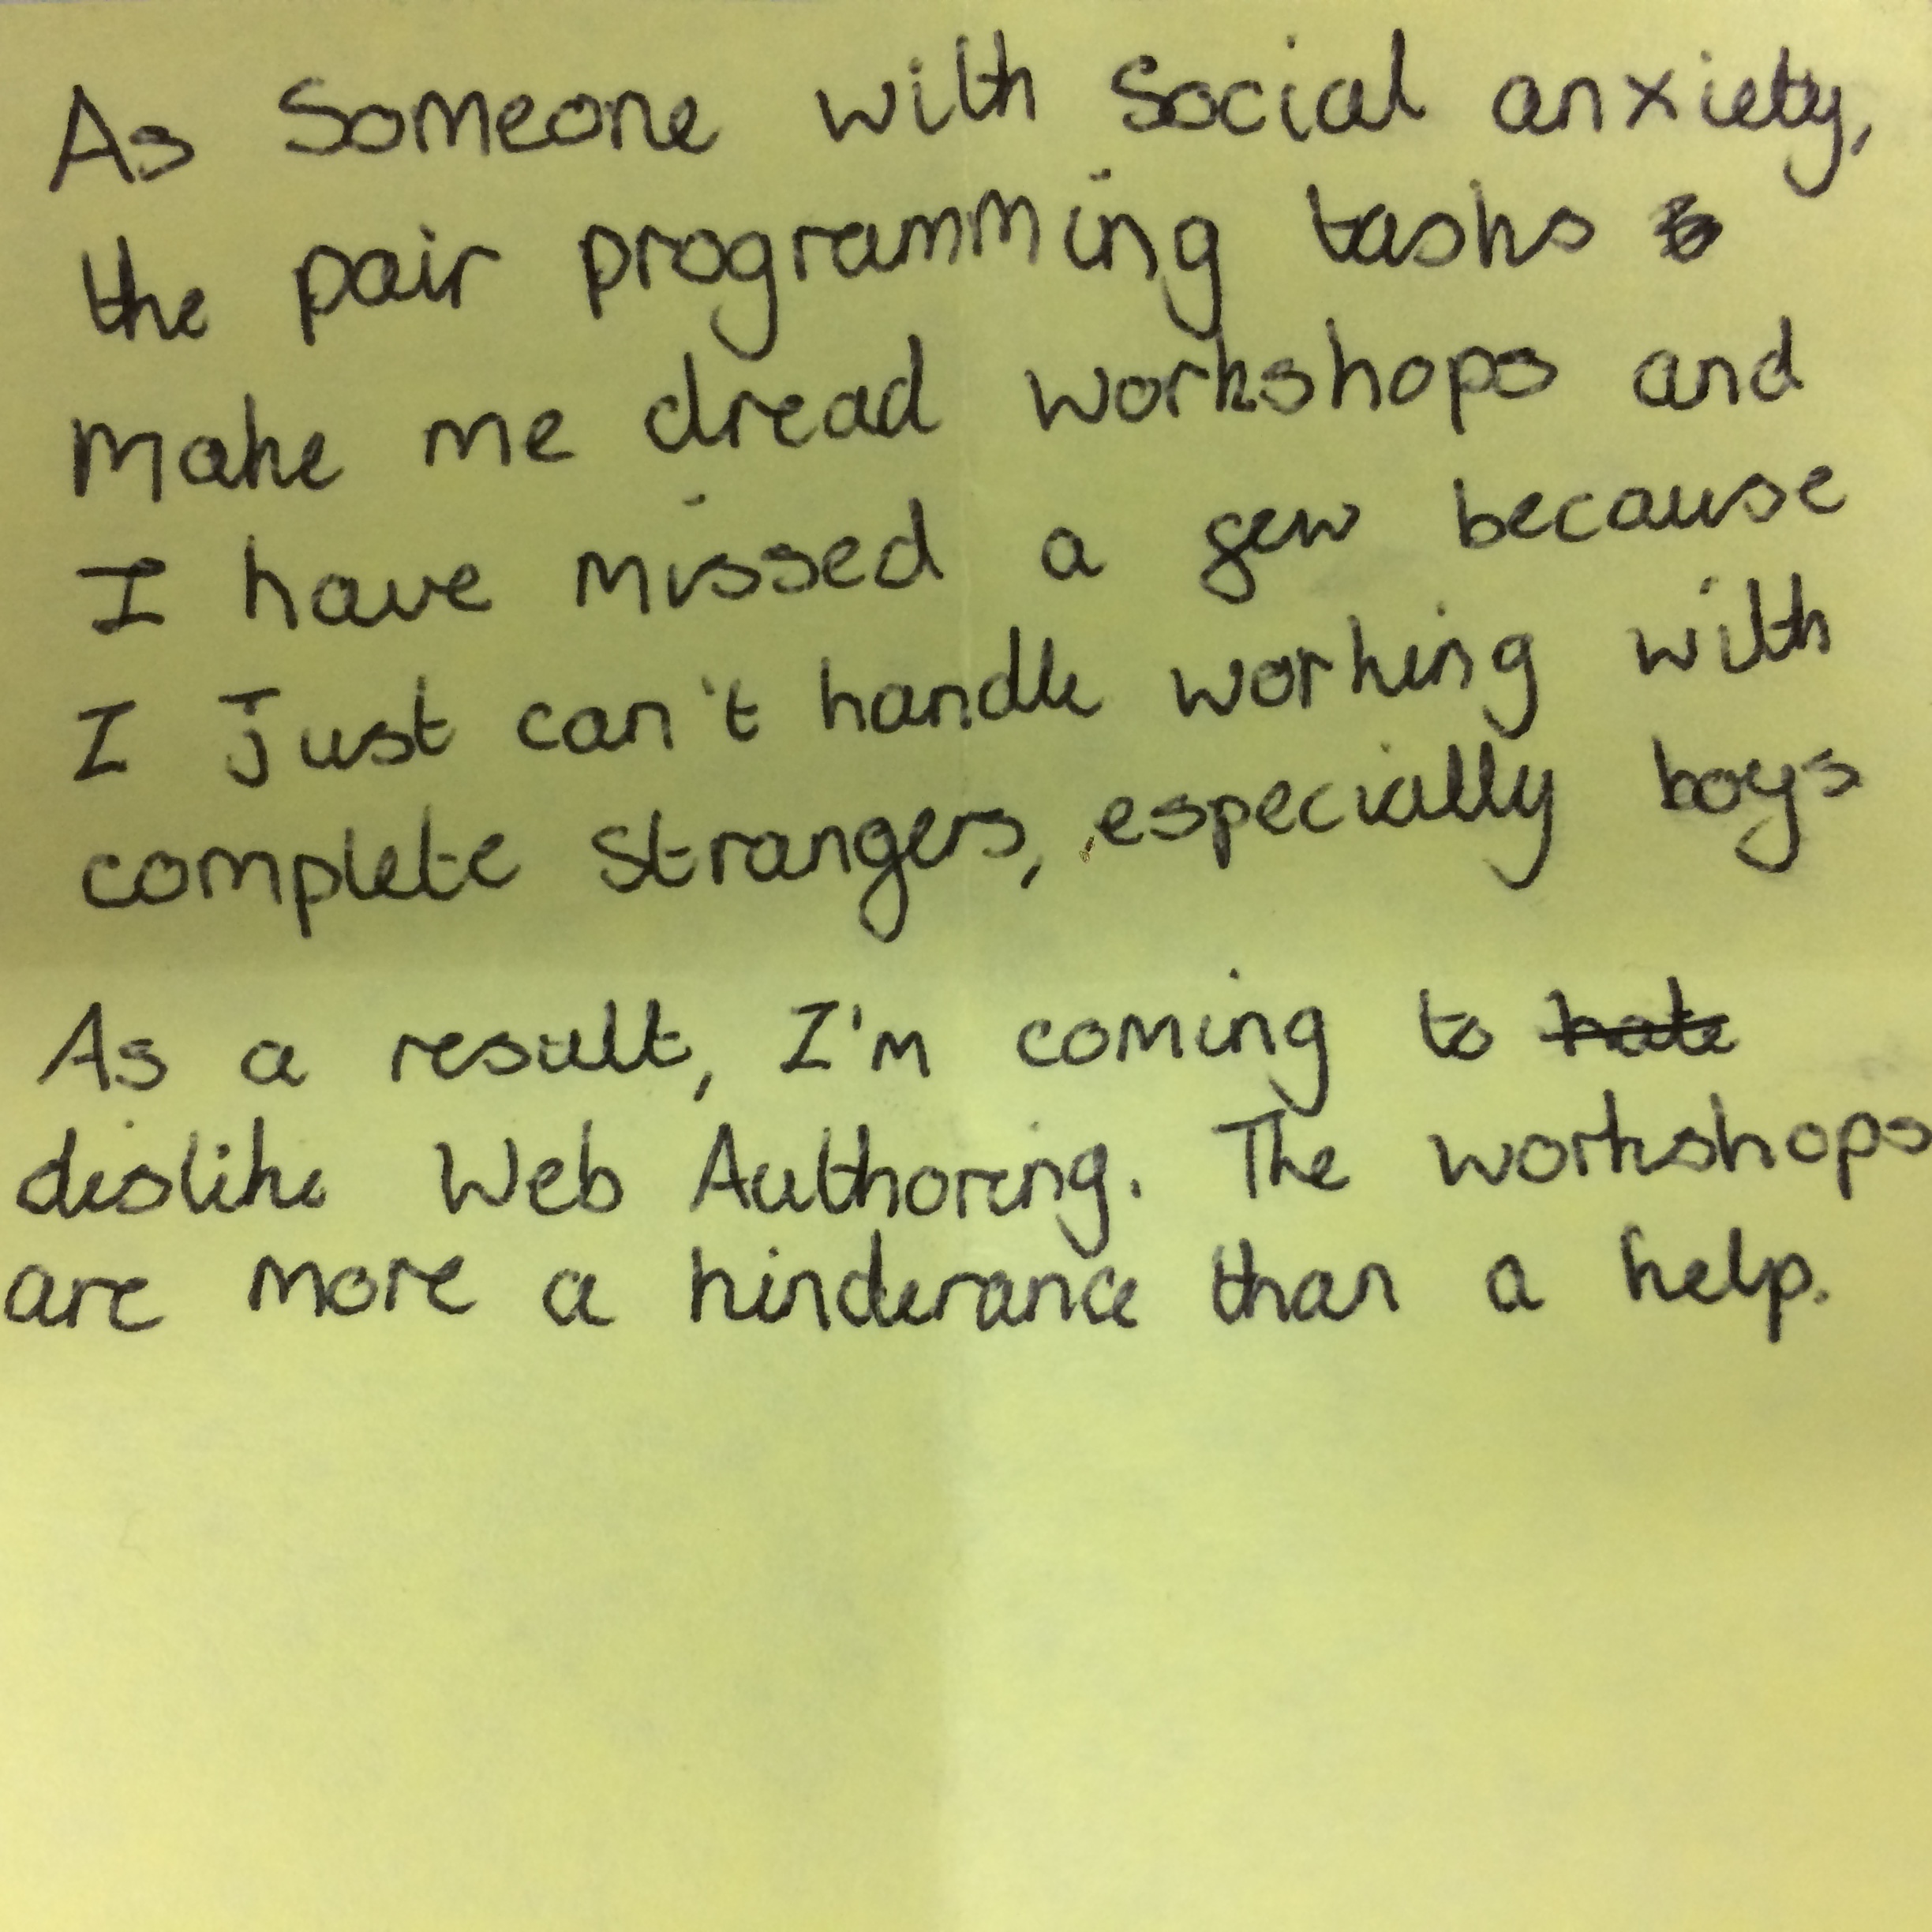 As Someone with Social anxiety,
the pair programming tasks
make me dread workshops and
I have missed a few because
I Just can't handle working with
complete strangers, especially boys
As a result, I'm coming to hate
dislike Web Authoring. The workshops
are more a hinderance than a help.